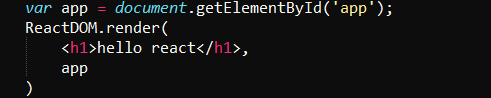 var app = document.getElementById('app');
ReactDOM.render(
    <h1>hello react</h1>,
    app
)